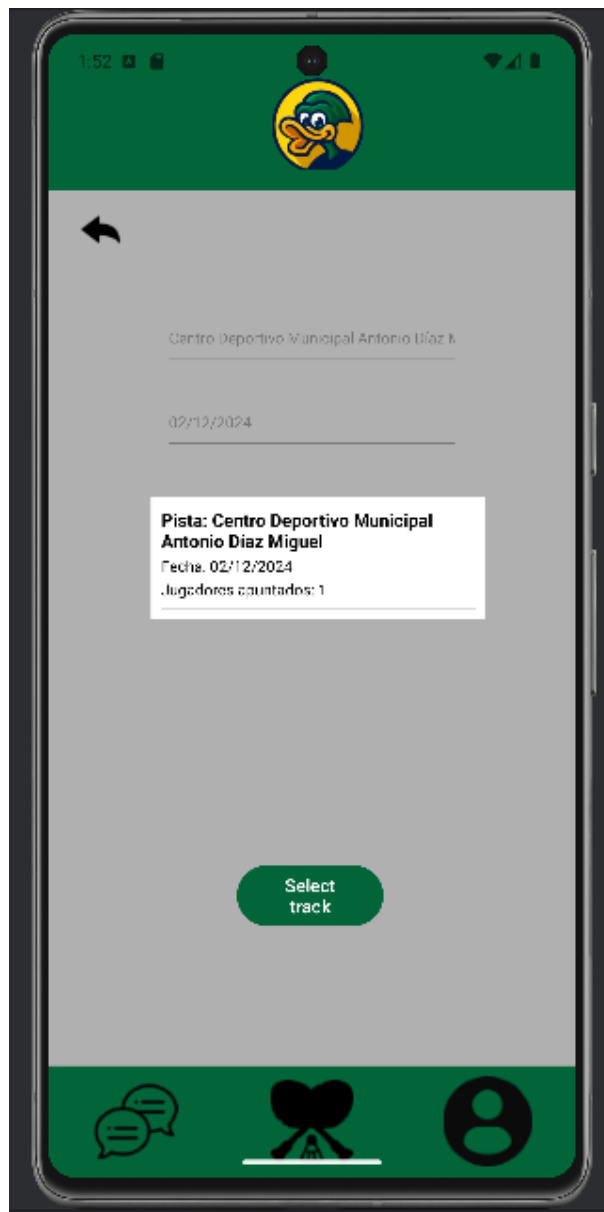 1:52
Centro Deportivo Municipal Antonio Díaz M
02/12/2024
Pista: Centro Deportivo Municipal
Antonio Diaz Miguel
Fecha: 02/12/2024
Jugadores apuntados: 1
Select
track